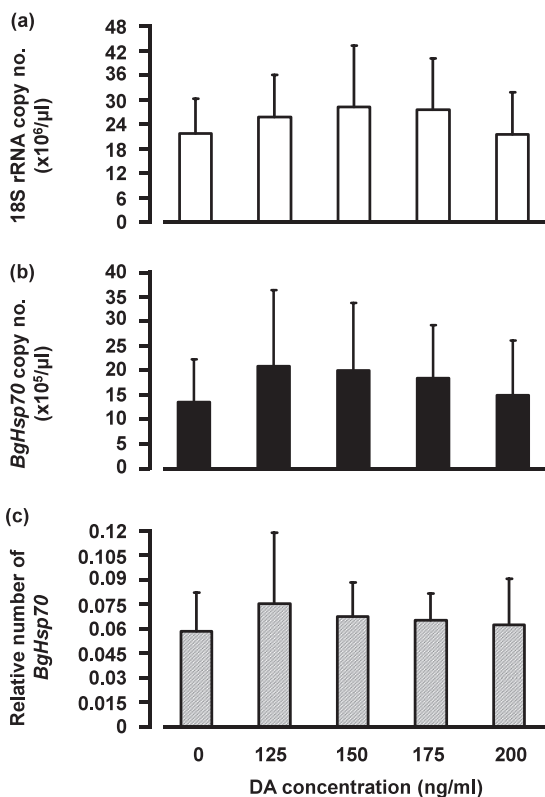 (a)
18S rRNA copy no.
(x10⁶/µl)
48
42
36
30
24
18
12
6
0
(b)
BgHsp70 copy no.
(x10⁵/µl)
40
35
30
25
20
15
10
5
0
(c)
Relative number of
BgHsp70
0.12
0.105
0.09
0.075
0.06
0.045
0.03
0.015
0
0 125 150 175 200
DA concentration (ng/ml)